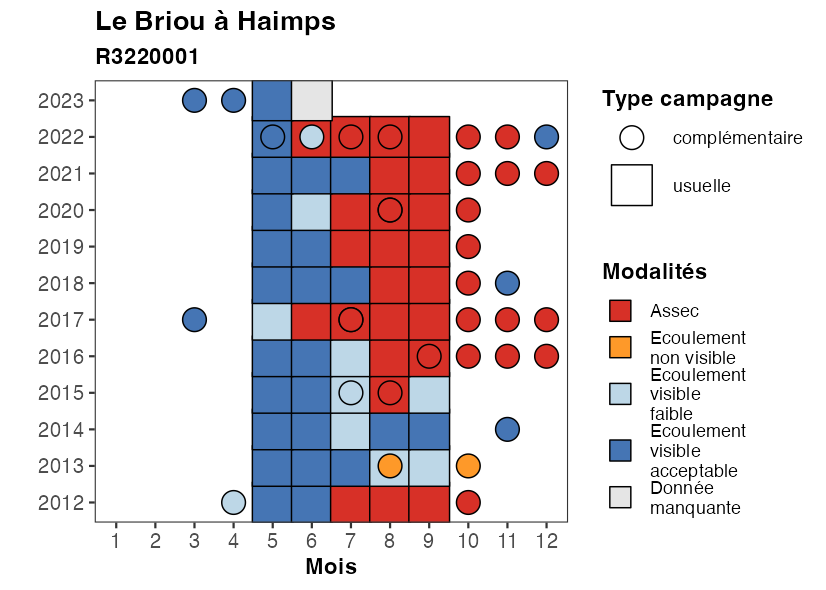 Le Briou à Haimps
R3220001
2023
2022
2021
2020
2019
2018
2017
2016
2015
2014
2013
2012
1 2 3 4 5 6 7 8 9 10 11 12
Mois
Type campagne
complémentaire
usuelle
Modalités
Assec
Ecoulement
non visible
Ecoulement
visible
faible
Ecoulement
visible
acceptable
Donnée
manquante